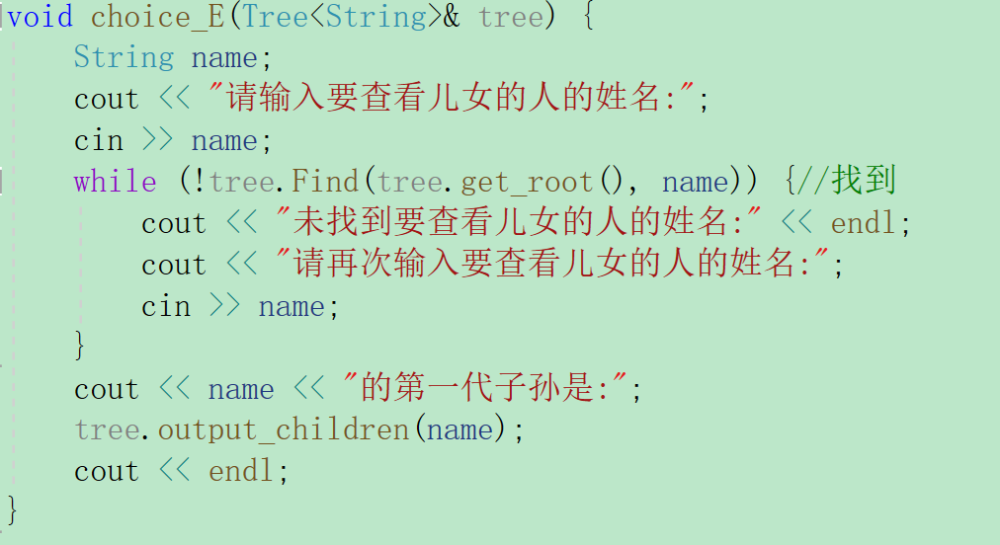 void choice_E(Tree<String>& tree) {
    String name;
    cout << "请输入要查看儿女的人的姓名:";
    cin >> name;
    while (!tree.Find(tree.get_root(), name)) {//找到
        cout << "未找到要查看儿女的人的姓名:" << endl;
        cout << "请再次输入要查看儿女的人的姓名:";
        cin >> name;
    }
    cout << name << "的第一代子孙是:";
    tree.output_children(name);
    cout << endl;
}